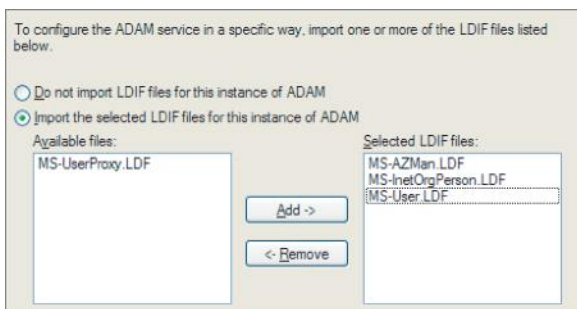 To configure the ADAM service in a specific way, import one or more of the LDIF files listed
below.
Do not import LDIF files for this instance of ADAM
Import the selected LDIF files for this instance of ADAM
Available files:
Selected LDIF files:
MS-UserProxy.LDF
MS-AZMan.LDF
MS-InetOrgPerson.LDF
MS-User.LDF
Add ->
<- Remove